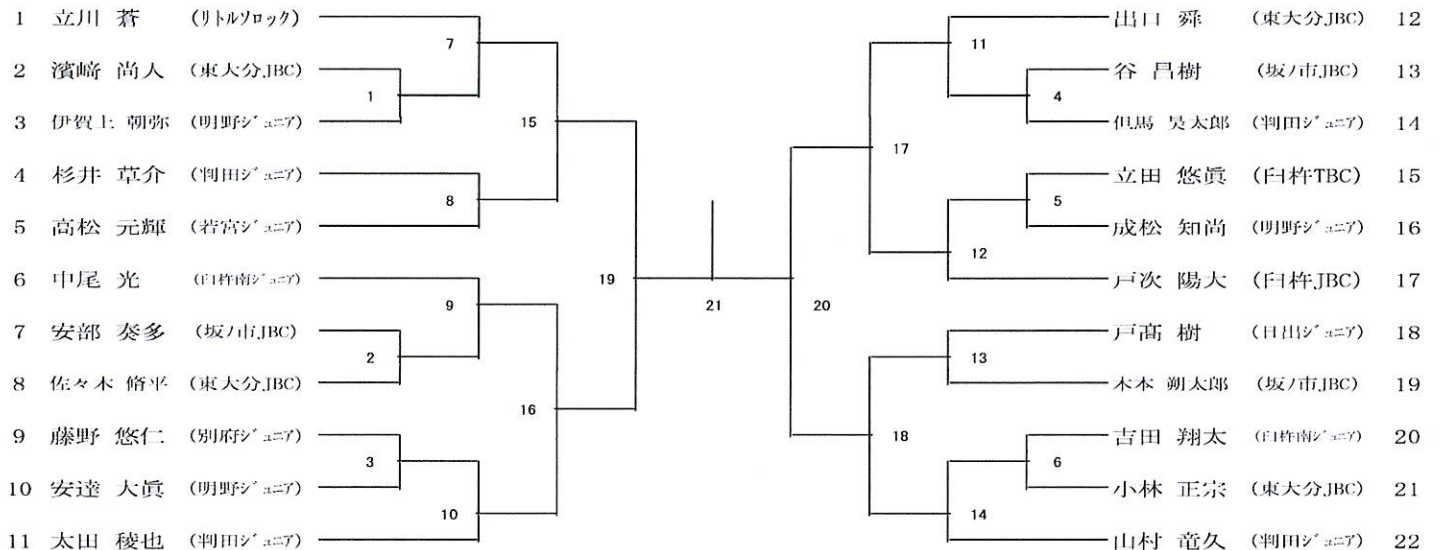 1 立川 蒼 (リトルソロック)
7
2 濱﨑 尚人 (東大分JBC)
1
3 伊賀上 朝弥 (明野ジュニア)
15
4 杉井 草介 (判田ジュニア)
8
5 高松 元輝 (若宮ジュニア)
6 中尾 光 (臼杵南ジュニア)
9
19
7 安部 奏多 (坂ノ市JBC)
2
8 佐々木 脩平 (東大分JBC)
16
9 藤野 悠仁 (別府ジュニア)
3
10 安達 大眞 (明野ジュニア)
10
11 太田 稜也 (判田ジュニア)
21
出口 舜 (東大分JBC) 12
11
谷 昌樹 (坂ノ市JBC) 13
4
但馬 昊太郎 (判田ジュニア) 14
17
立田 悠眞 (臼杵TBC) 15
5
成松 知尚 (明野ジュニア) 16
12
戸次 陽大 (臼杵JBC) 17
20
戸髙 樹 (日出ジュニア) 18
13
木本 朔太郎 (坂ノ市JBC) 19
18
吉田 翔太 (臼杵南ジュニア) 20
6
小林 正宗 (東大分JBC) 21
14
山村 竜久 (判田ジュニア) 22